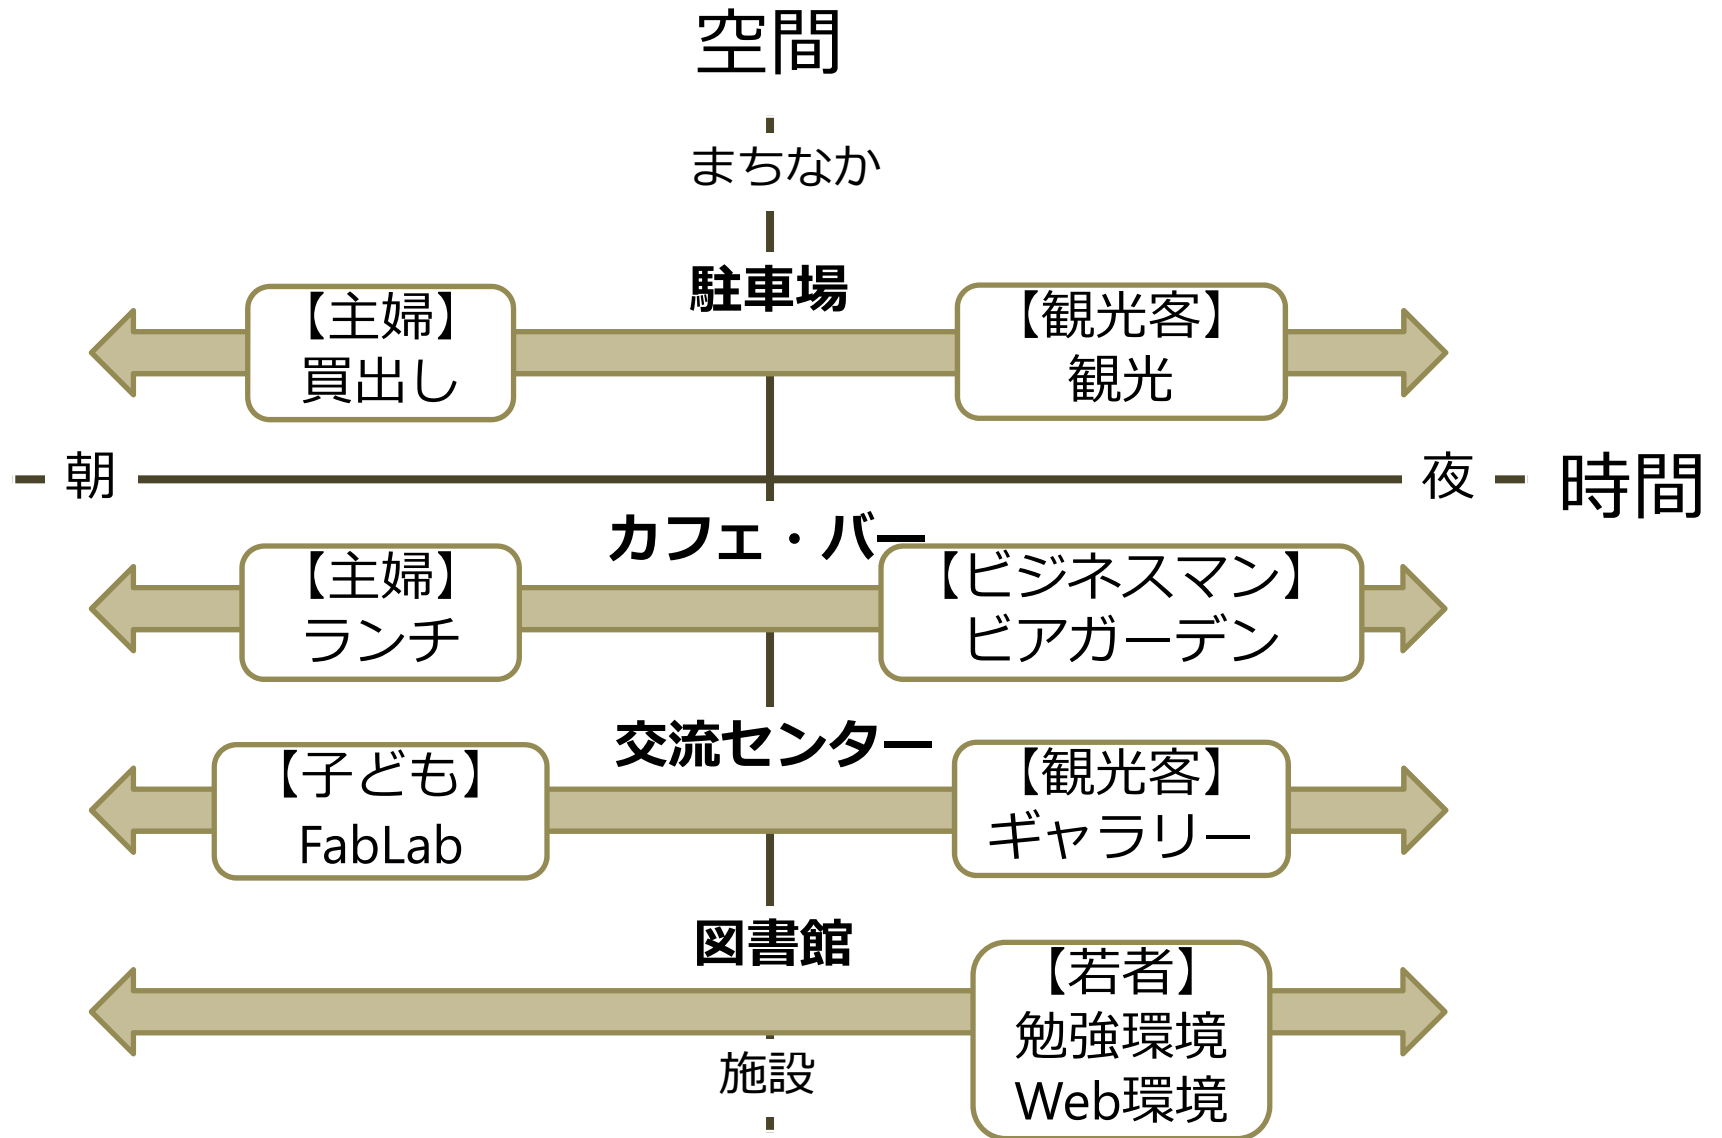 空間
まちなか
駐車場
【主婦】
買出し
【観光客】
観光
朝
夜
時間
カフェ・バー
【主婦】
ランチ
【ビジネスマン】
ビアガーデン
交流センター
【子ども】
FabLab
【観光客】
ギャラリー
図書館
【若者】
勉強環境
Web環境
施設